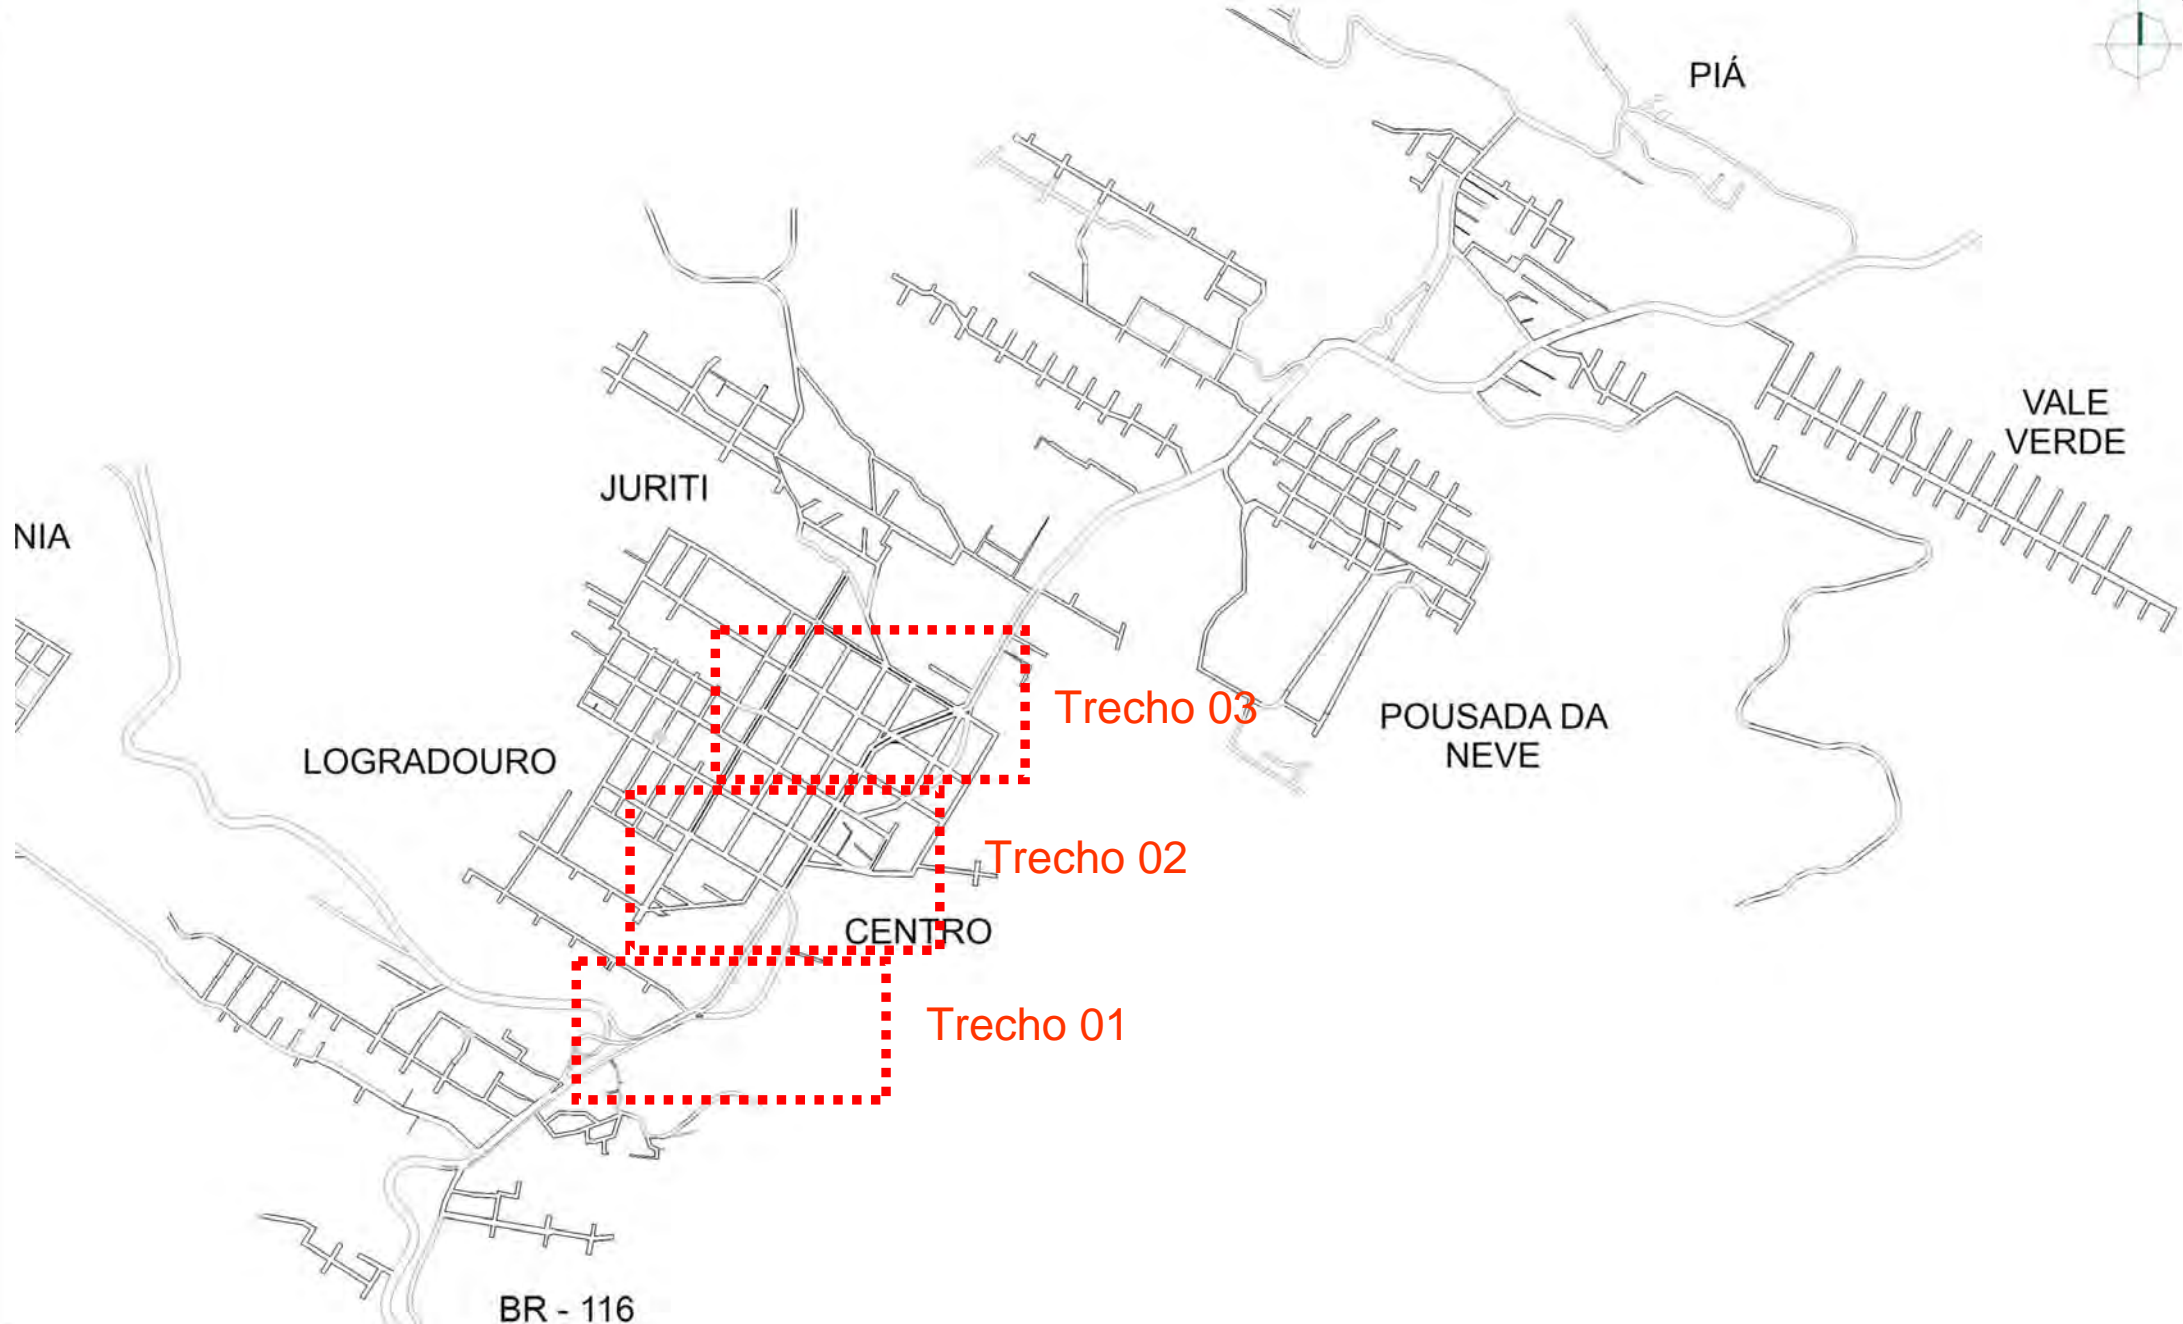 PIÁ
VALE
VERDE
JURITI
NIA
Trecho 03
POUSADA DA
NEVE
LOGRADOURO
Trecho 02
CENTRO
Trecho 01
BR - 116